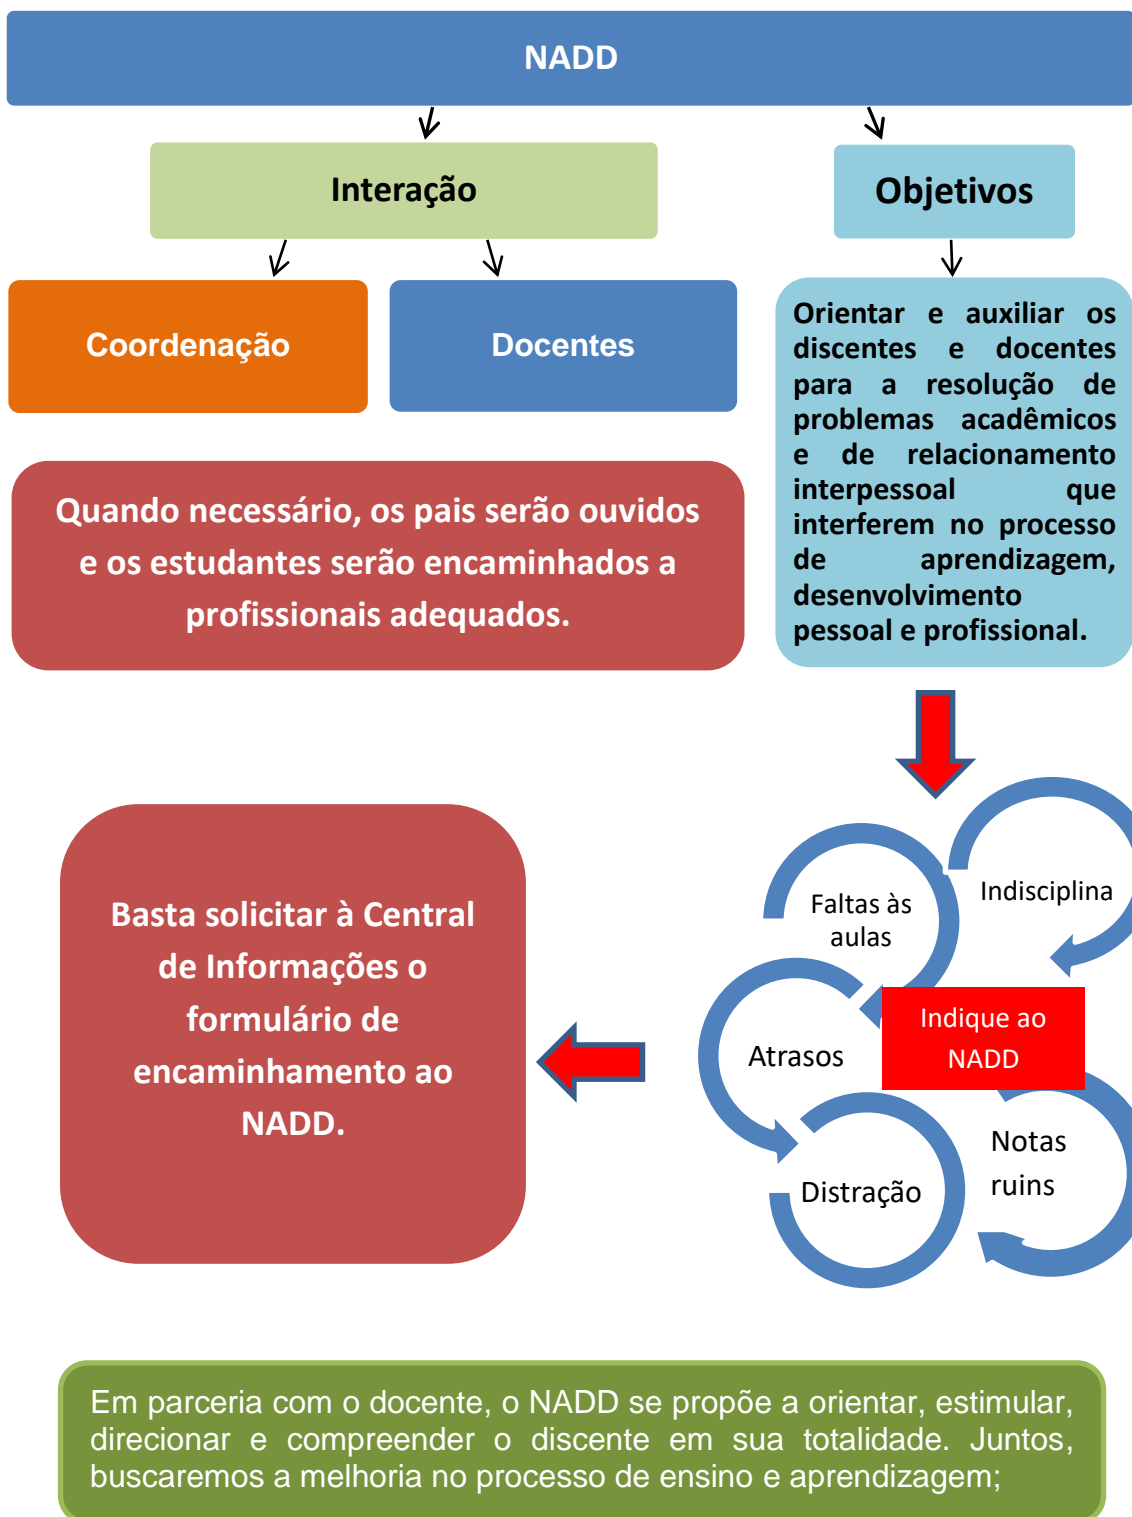 NADD
Interação
Objetivos
Coordenação
Docentes
Orientar e auxiliar os
discentes e docentes
para a resolução de
problemas acadêmicos
e de relacionamento
interpessoal que
interferem no processo
de aprendizagem,
desenvolvimento
pessoal e profissional.
Quando necessário, os pais serão ouvidos
e os estudantes serão encaminhados a
profissionais adequados.
Indisciplina
Faltas às
aulas
Atrasos
Indique ao
NADD
Distração
Notas
ruins
Basta solicitar à Central
de Informações o
formulário de
encaminhamento ao
NADD.
Em parceria com o docente, o NADD se propõe a orientar, estimular,
direcionar e compreender o discente em sua totalidade. Juntos,
buscaremos a melhoria no processo de ensino e aprendizagem;